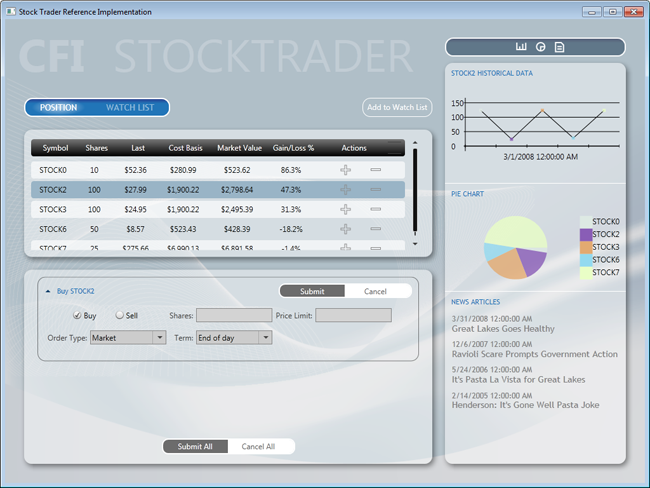 Stock Trader Reference Implementation
CFI STOCKTRADER
POSITION WATCH LIST
Add to Watch List
Symbol Shares Last Cost Basis Market Value Gain/Loss % Actions
STOCK0 10 $52.36 $280.99 $523.62 86.3%
STOCK2 100 $27.99 $1,900.22 $2,798.64 47.3%
STOCK3 100 $24.95 $1,900.22 $2,495.39 31.3%
STOCK6 50 $8.57 $523.43 $428.39 -18.2%
STOCK7 25 $275.66 $6,990.13 $6,891.58 -1.4%
Buy STOCK2
Submit Cancel
Buy Sell Shares: Price Limit:
Order Type: Market Term: End of day
Submit All Cancel All
STOCK2 HISTORICAL DATA
150
100
50
0
3/1/2008 12:00:00 AM
PIE CHART
STOCK0
STOCK2
STOCK3
STOCK6
STOCK7
NEWS ARTICLES
3/31/2008 12:00:00 AM
Great Lakes Goes Healthy
12/6/2007 12:00:00 AM
Ravioli Scare Prompts Government Action
5/24/2006 12:00:00 AM
It's Pasta La Vista for Great Lakes
2/14/2005 12:00:00 AM
Henderson: It's Gone Well Pasta Joke